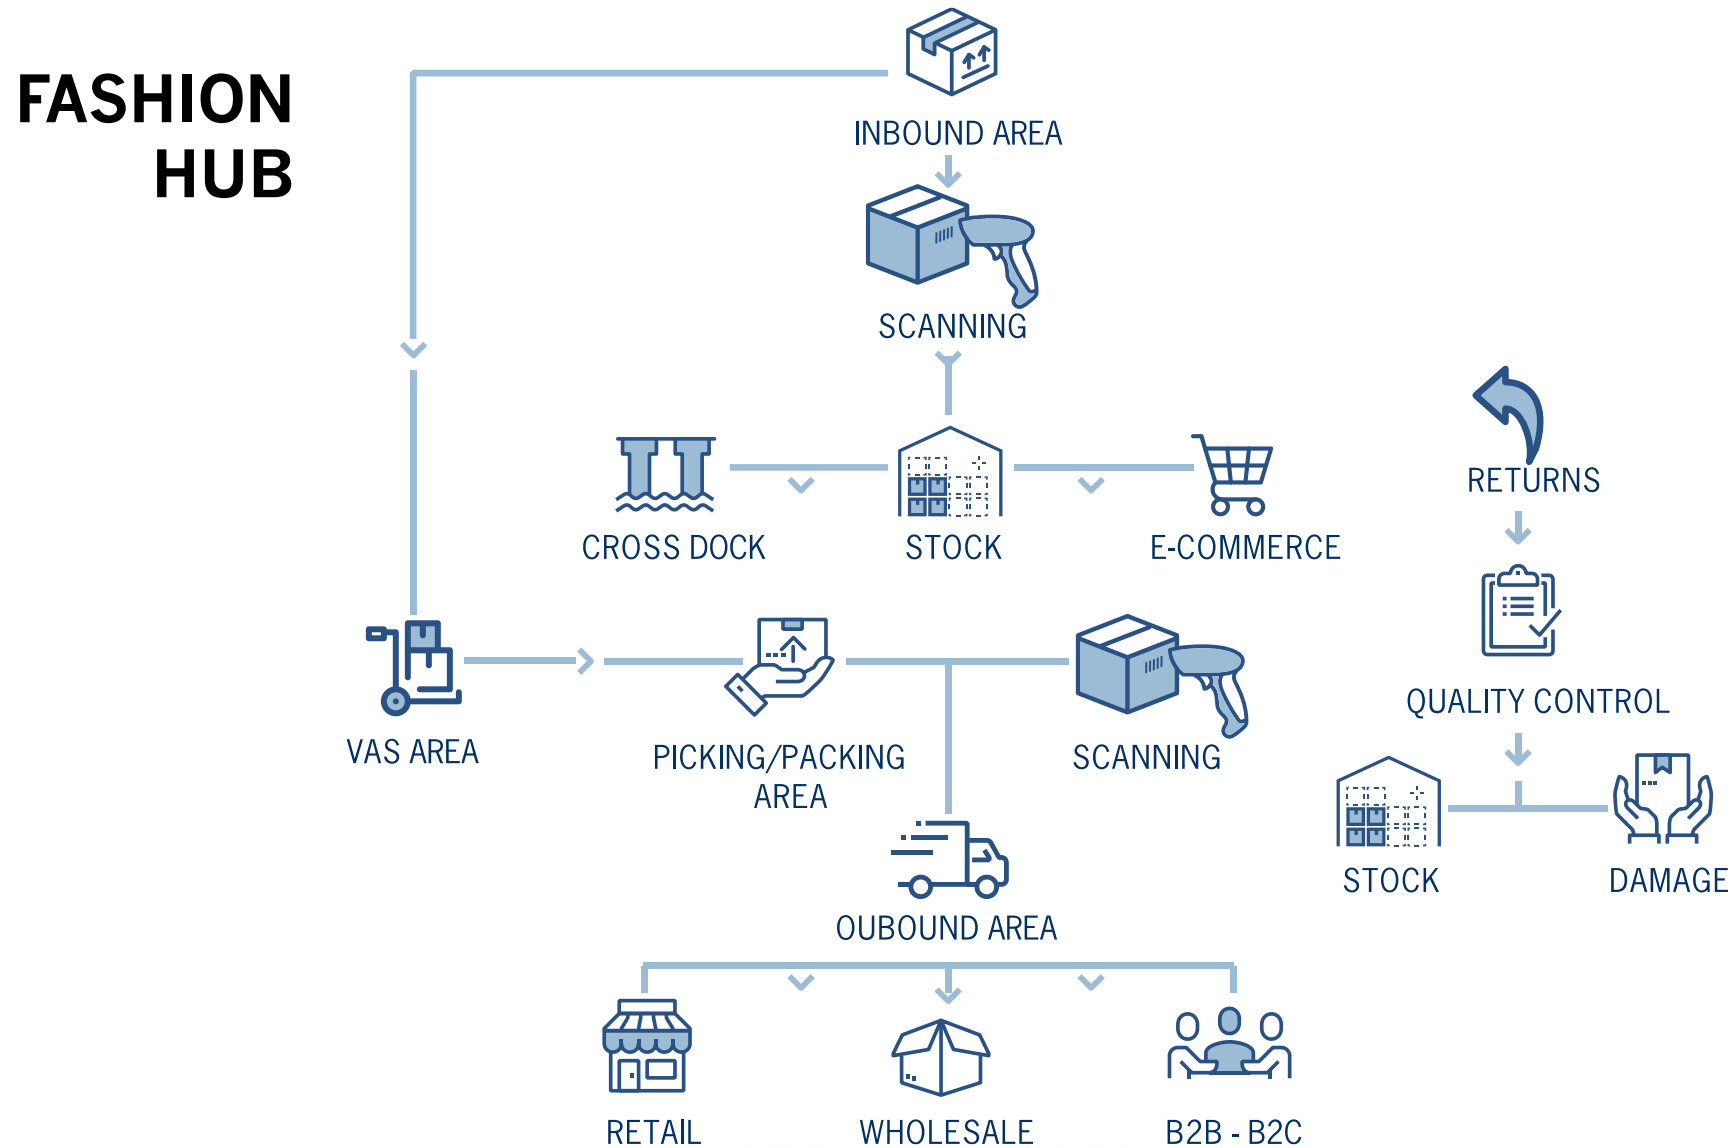 FASHION
HUB
INBOUND AREA
SCANNING
CROSS DOCK
STOCK
E-COMMERCE
RETURNS
QUALITY CONTROL
VAS AREA
PICKING/PACKING
AREA
SCANNING
STOCK
DAMAGE
OUBOUND AREA
RETAIL
WHOLESALE
B2B - B2C